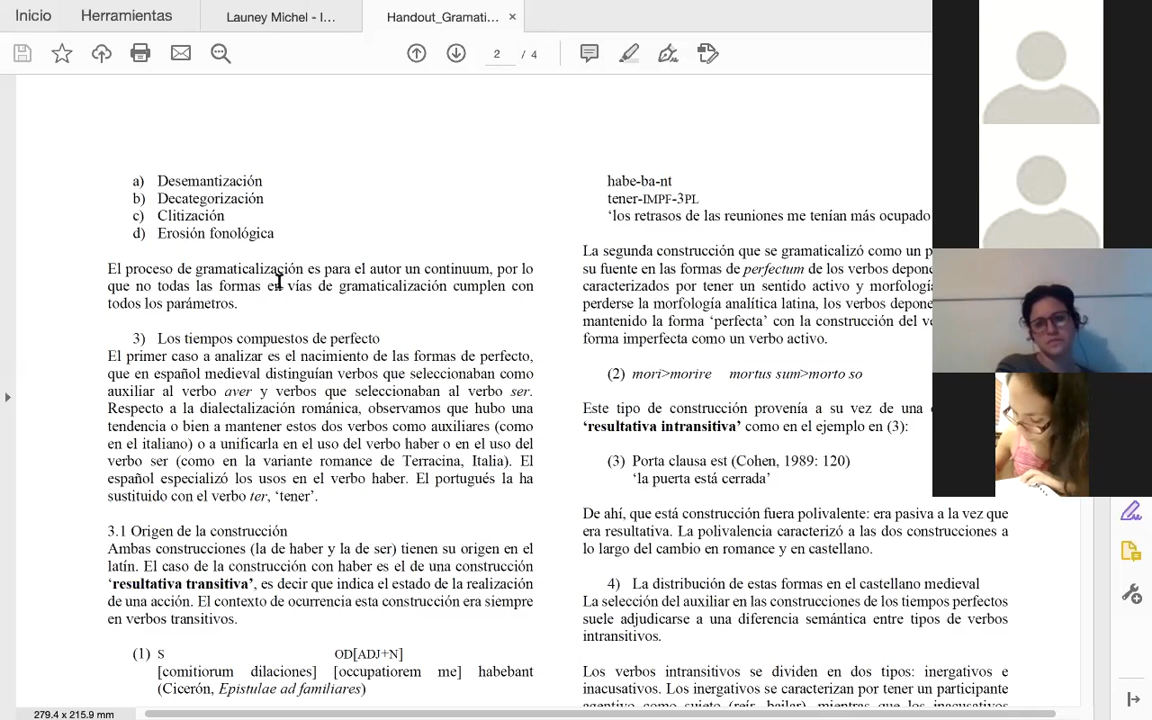 Inicio
Herramientas
Launey Michel - I...
Handout_Gramati...
2 / 4
a) Desemantización
b) Decategorización
c) Clitización
d) Erosión fonológica
El proceso de gramaticalización es para el autor un continuum, por lo
que no todas las formas en vías de gramaticalización cumplen con
todos los parámetros.
3) Los tiempos compuestos de perfecto
El primer caso a analizar es el nacimiento de las formas de perfecto,
que en español medieval distinguían verbos que seleccionaban como
auxiliar al verbo aver y verbos que seleccionaban al verbo ser.
Respecto a la dialectalización románica, observamos que hubo una
tendencia o bien a mantener estos dos verbos como auxiliares (como
en el italiano) o a unificarla en el uso del verbo haber o en el uso del
verbo ser (como en la variante romance de Terracina, Italia). El
español especializó los usos en el verbo haber. El portugués la ha
sustituido con el verbo ter, ‘tener’.
3.1 Origen de la construcción
Ambas construcciones (la de haber y la de ser) tienen su origen en el
latín. El caso de la construcción con haber es el de una construcción
‘resultativa transitiva’, es decir que indica el estado de la realización
de una acción. El contexto de ocurrencia esta construcción era siempre
en verbos transitivos.
(1) S OD[ADJ+N]
[comitiorum dilaciones] [occupatiorem me] habebant
(Cicerón, Epistulae ad familiares)
habe-ba-nt
tener-IMPF-3PL
‘los retrasos de las reuniones me tenían más ocupado
La segunda construcción que se gramaticalizó como un p
su fuente en las formas de perfectum de los verbos depone
caracterizados por tener un sentido activo y morfología
perderse la morfología analítica latina, los verbos depone
mantenido la forma ‘perfecta’ con la construcción del v
forma imperfecta como un verbo activo.
(2) mori>morire mortus sum>morto so
Este tipo de construcción provenía a su vez de una
‘resultativa intransitiva’ como en el ejemplo en (3):
(3) Porta clausa est (Cohen, 1989: 120)
‘la puerta está cerrada’
De ahí, que está construcción fuera polivalente: era pasiva a la vez que
era resultativa. La polivalencia caracterizó a las dos construcciones a
lo largo del cambio en romance y en castellano.
4) La distribución de estas formas en el castellano medieval
La selección del auxiliar en las construcciones de los tiempos perfectos
suele adjudicarse a una diferencia semántica entre tipos de verbos
intransitivos.
Los verbos intransitivos se dividen en dos tipos: inergativos e
inacusativos. Los inergativos se caracterizan por tener un participante
agentivo como sujeto (reír, bailar), mientras que los inacusativos
279.4 x 215.9 mm